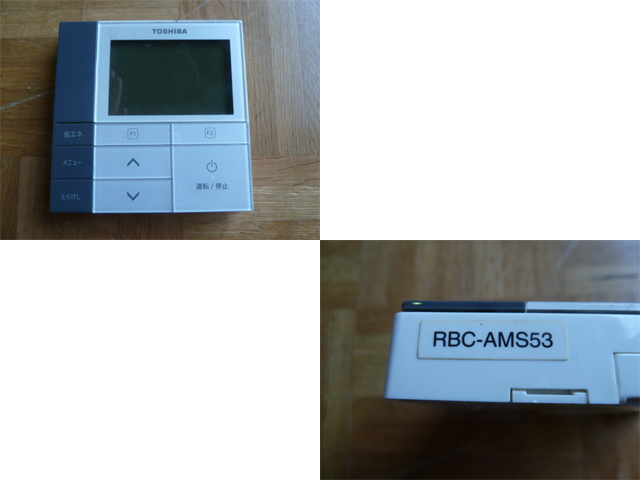 TOSHIBA
省エネ
F1
F2
メニュー
運転 / 停止
とりけし
RBC-AMS53